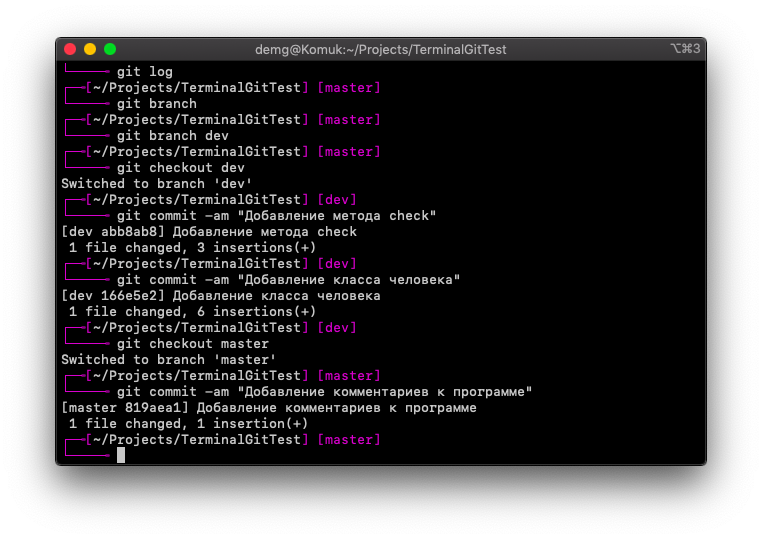 demg@Komuk:~/Projects/TerminalGitTest ⌥⌘3
git log
[~/Projects/TerminalGitTest] [master]
git branch
[~/Projects/TerminalGitTest] [master]
git branch dev
[~/Projects/TerminalGitTest] [master]
git checkout dev
Switched to branch 'dev'
[~/Projects/TerminalGitTest] [dev]
git commit -am "Добавление метода check"
[dev abb8ab8] Добавление метода check
1 file changed, 3 insertions(+)
[~/Projects/TerminalGitTest] [dev]
git commit -am "Добавление класса человека"
[dev 166e5e2] Добавление класса человека
1 file changed, 6 insertions(+)
[~/Projects/TerminalGitTest] [dev]
git checkout master
Switched to branch 'master'
[~/Projects/TerminalGitTest] [master]
git commit -am "Добавление комментариев к программе"
[master 819aea1] Добавление комментариев к программе
1 file changed, 1 insertion(+)
[~/Projects/TerminalGitTest] [master]